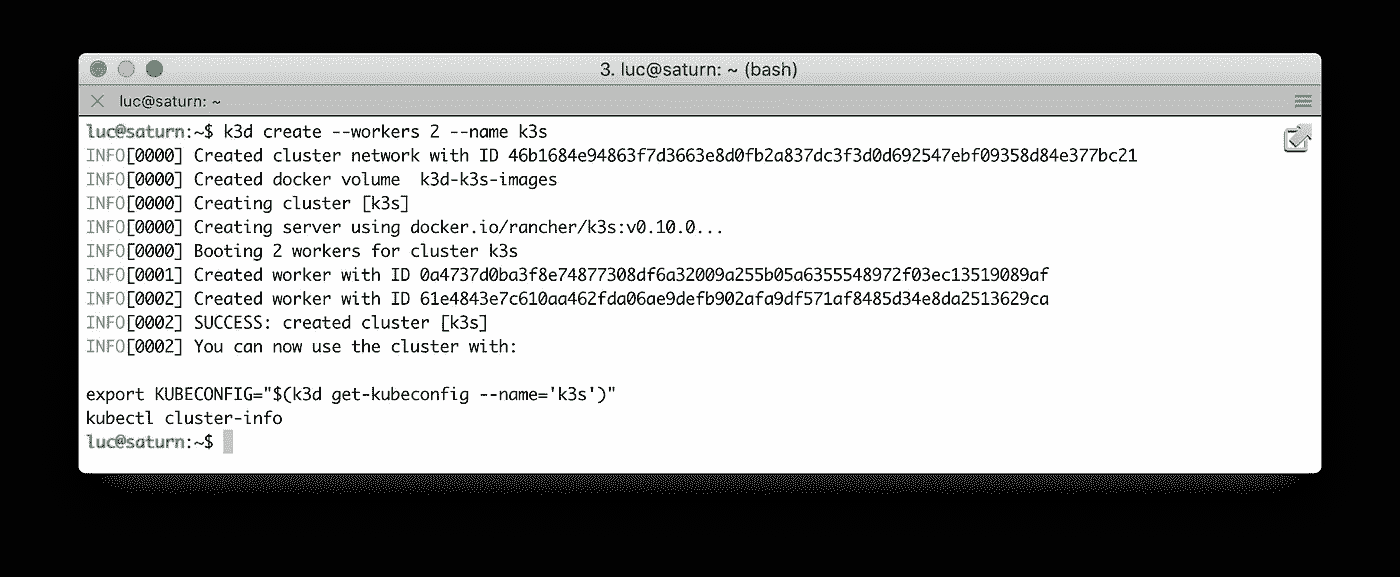 3. luc@saturn: ~ (bash)
luc@saturn: ~
luc@saturn:~$ k3d create --workers 2 --name k3s
INFO[0000] Created cluster network with ID 46b1684e94863f7d3663e8d0fb2a837dc3f3d0d692547ebf09358d84e377bc21
INFO[0000] Created docker volume  k3d-k3s-images
INFO[0000] Creating cluster [k3s]
INFO[0000] Creating server using docker.io/rancher/k3s:v0.10.0...
INFO[0000] Booting 2 workers for cluster k3s
INFO[0001] Created worker with ID 0a4737d0ba3f8e74877308df6a32009a255b05a6355548972f03ec13519089af
INFO[0002] Created worker with ID 61e4843e7c610aa462fda06ae9defb902afa9df571af8485d34e8da2513629ca
INFO[0002] SUCCESS: created cluster [k3s]
INFO[0002] You can now use the cluster with:
export KUBECONFIG="$(k3d get-kubeconfig --name='k3s')"
kubectl cluster-info
luc@saturn:~$